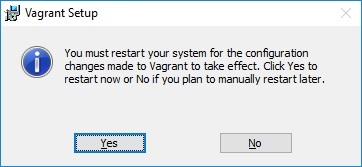 Vagrant Setup
You must restart your system for the configuration
changes made to Vagrant to take effect. Click Yes to
restart now or No if you plan to manually restart later.
Yes
No